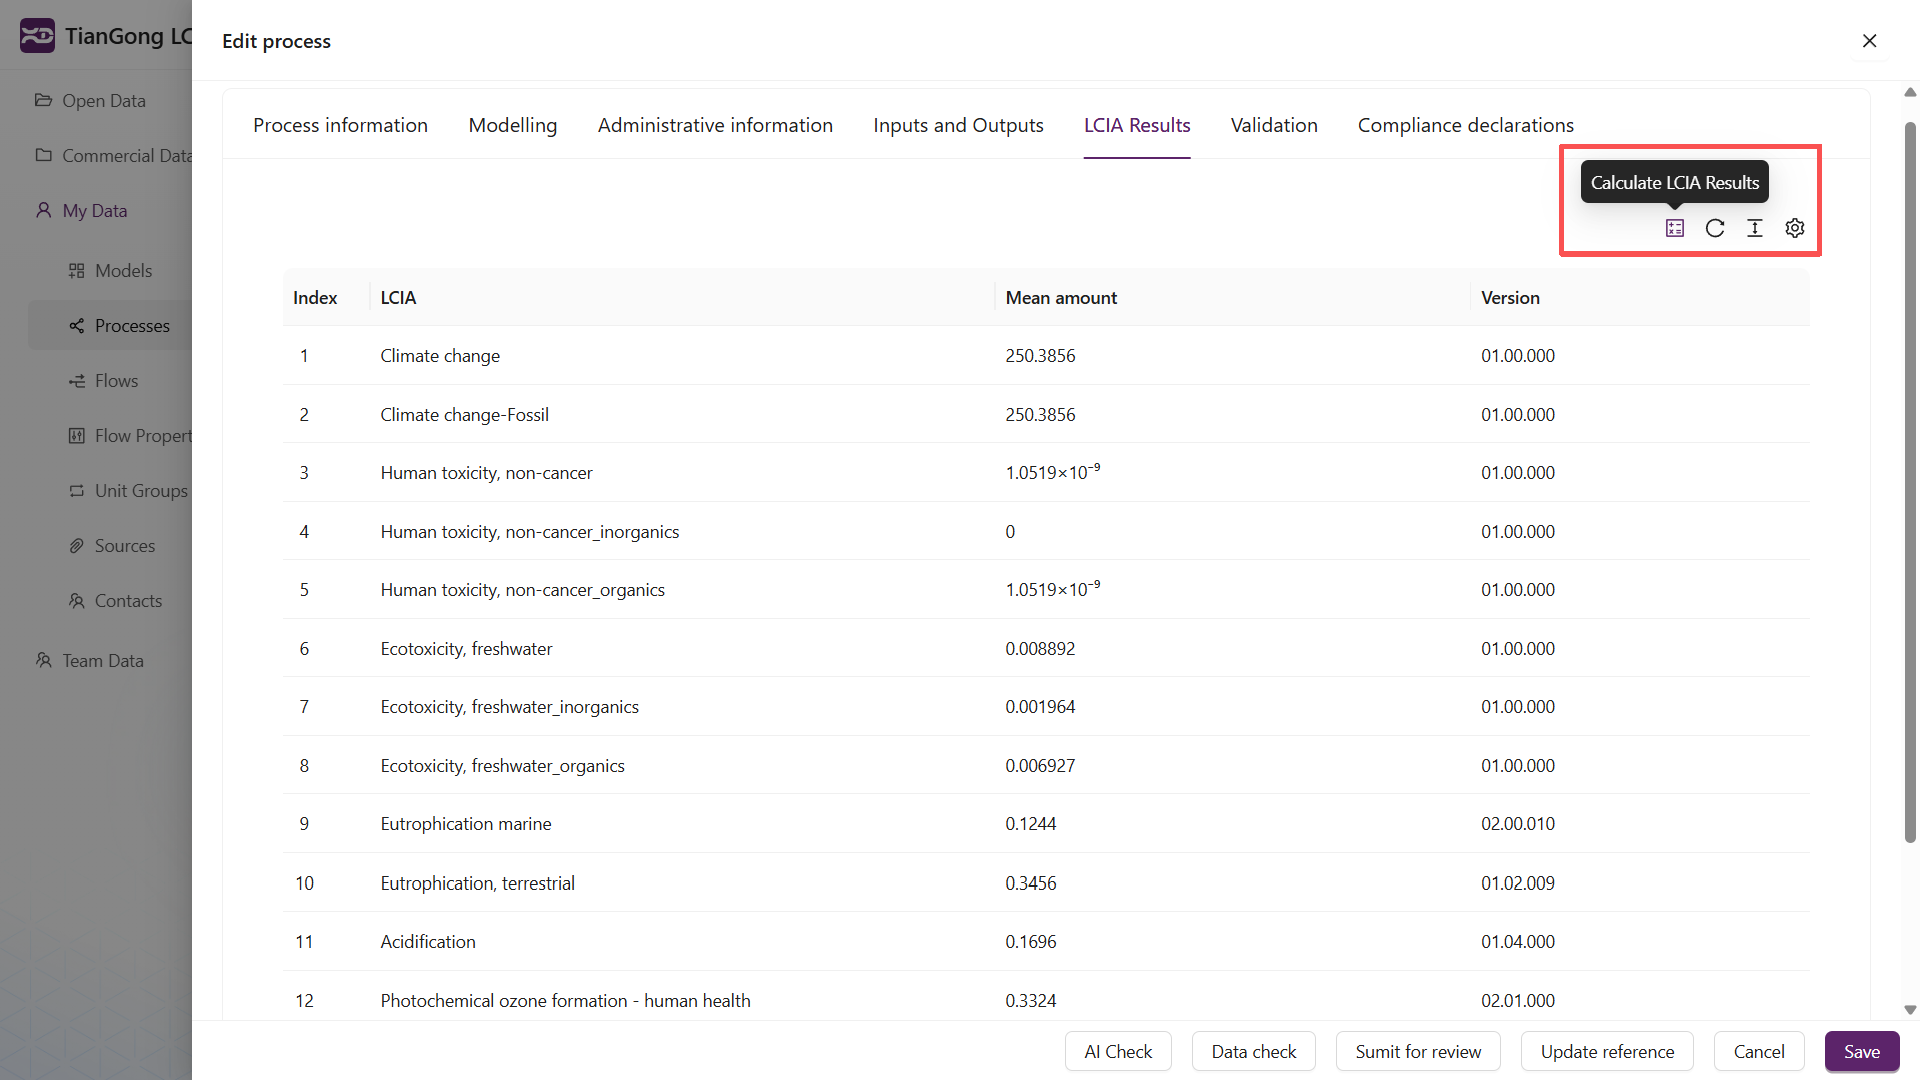 TianGong LC
Edit process
Open Data
Commercial Data
My Data
Models
Processes
Flows
Flow Propert
Unit Groups
Sources
Contacts
Team Data
Process information
Modelling
Administrative information
Inputs and Outputs
LCIA Results
Validation
Compliance declarations
Calculate LCIA Results
Index LCIA Mean amount Version
1 Climate change 250.3856 01.00.000
2 Climate change-Fossil 250.3856 01.00.000
3 Human toxicity, non-cancer 1.0519×10⁻⁹ 01.00.000
4 Human toxicity, non-cancer_inorganics 0 01.00.000
5 Human toxicity, non-cancer_organics 1.0519×10⁻⁹ 01.00.000
6 Ecotoxicity, freshwater 0.008892 01.00.000
7 Ecotoxicity, freshwater_inorganics 0.001964 01.00.000
8 Ecotoxicity, freshwater_organics 0.006927 01.00.000
9 Eutrophication marine 0.1244 02.00.010
10 Eutrophication, terrestrial 0.3456 01.02.009
11 Acidification 0.1696 01.04.000
12 Photochemical ozone formation - human health 0.3324 02.01.000
AI Check
Data check
Sumit for review
Update reference
Cancel
Save